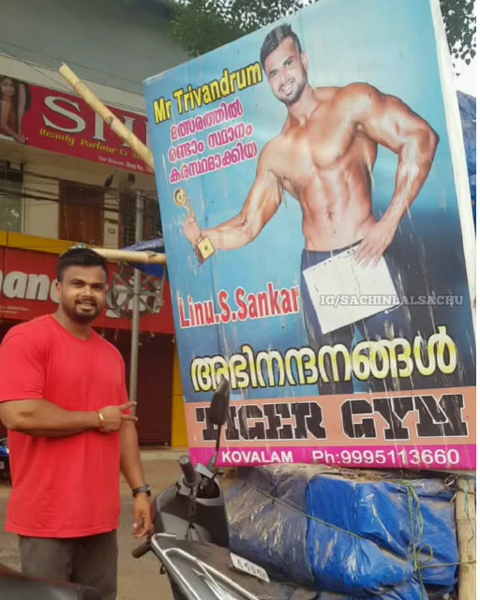 Mr Trivandrum
മത്സരത്തിൽ
രണ്ടാം സ്ഥാനം
കരസ്ഥമാക്കിയ
Beauty Parlour
Linu.S.Sankar
IG/SACHINLALSACHU
അഭിനന്ദനങ്ങൾ
TIGER GYM
KOVALAM Ph:9995113660